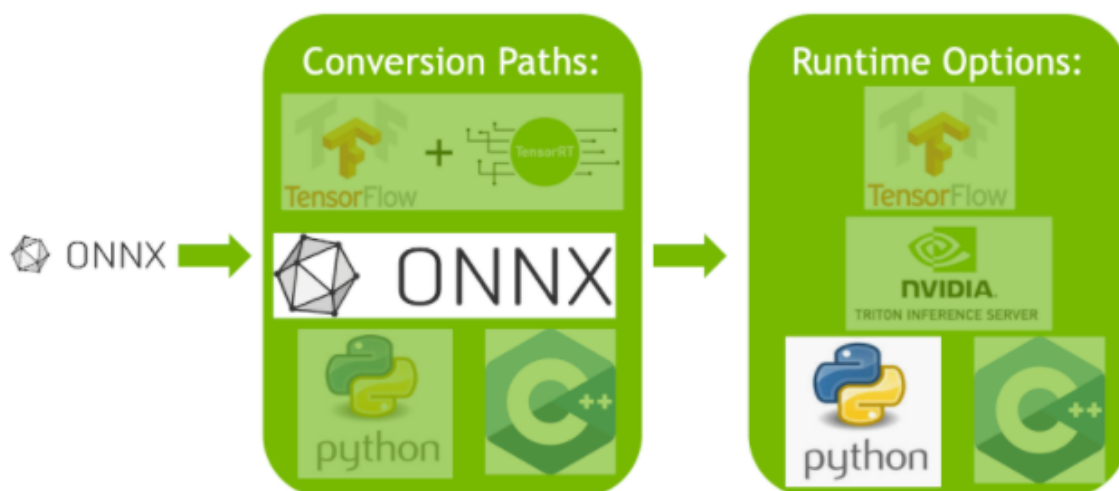 Conversion Paths:
TensorFlow
+
TensorRT
ONNX
ONNX
python
C++
Runtime Options:
TensorFlow
NVIDIA.
TRITON INFERENCE SERVER
python
C++